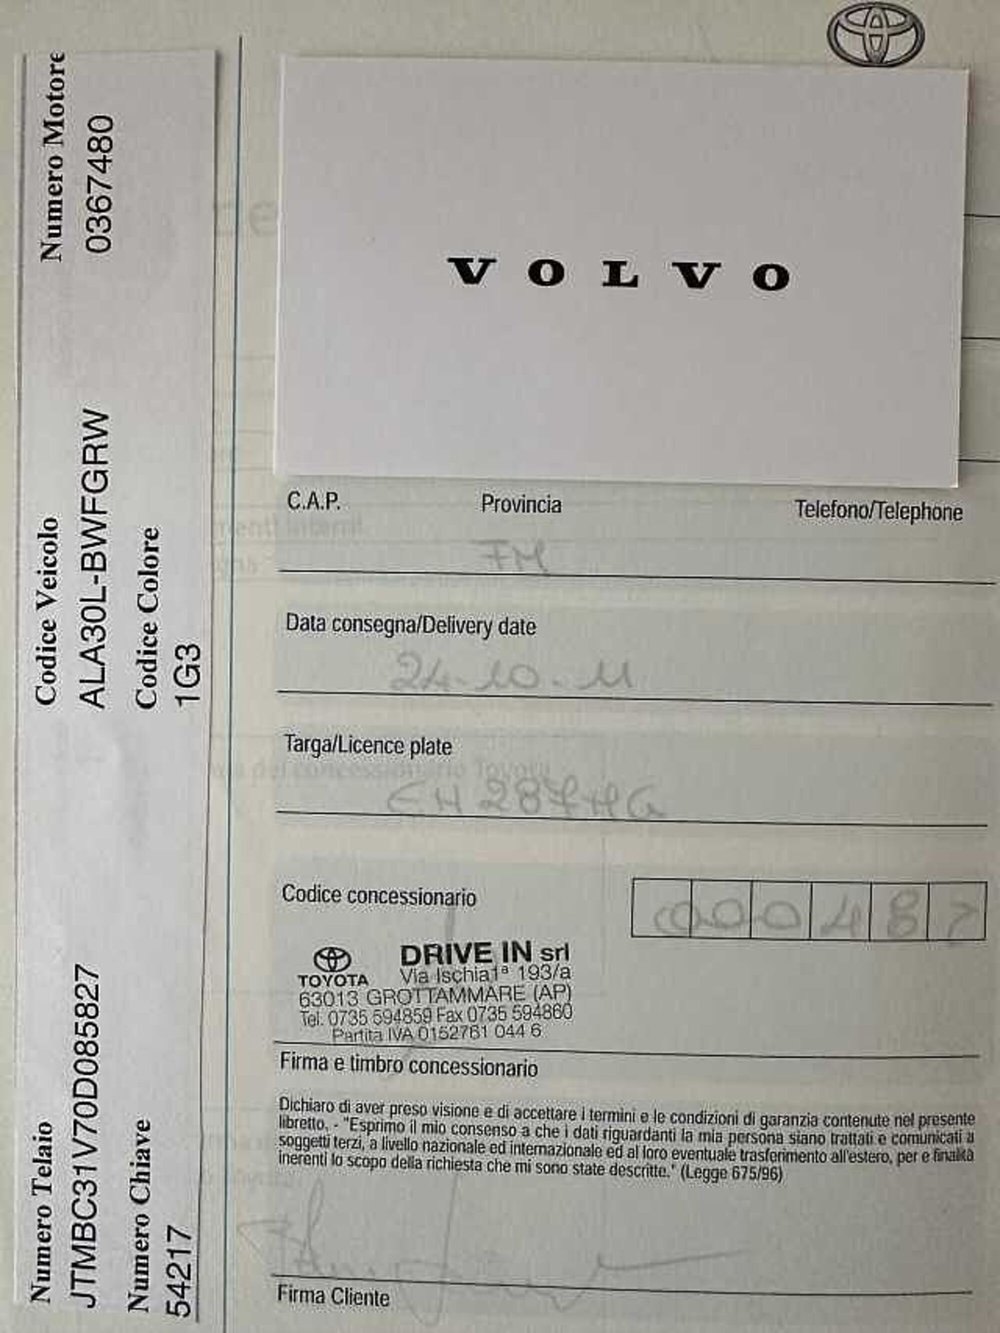 Numero Telaio
JTMBC31V70D085827
Numero Chiave
54217
Codice Veicolo
ALA30L-BWFGRW
Codice Colore
1G3
Numero Motore
0367480
VOLVO
C.A.P. Provincia Telefono/Telephone
FM
Data consegna/Delivery date
24.10.11
Targa/Licence plate
EH287HG
Codice concessionario
000487
DRIVE IN srl
TOYOTA
Via Ischia 1ª 193/a
63013 GROTTAMMARE (AP)
Tel. 0735 594859 Fax 0735 594860
Partita IVA 0152761 044 6
Firma e timbro concessionario
Dichiaro di aver preso visione e di accettare i termini e le condizioni di garanzia contenute nel presente
libretto. - "Esprimo il mio consenso a che i dati riguardanti la mia persona siano trattati e comunicati a
soggetti terzi, a livello nazionale ed internazionale ed al loro eventuale trasferimento all'estero, per e finalità
inerenti lo scopo della richiesta che mi sono state descritte." (Legge 675/96)
Firma Cliente